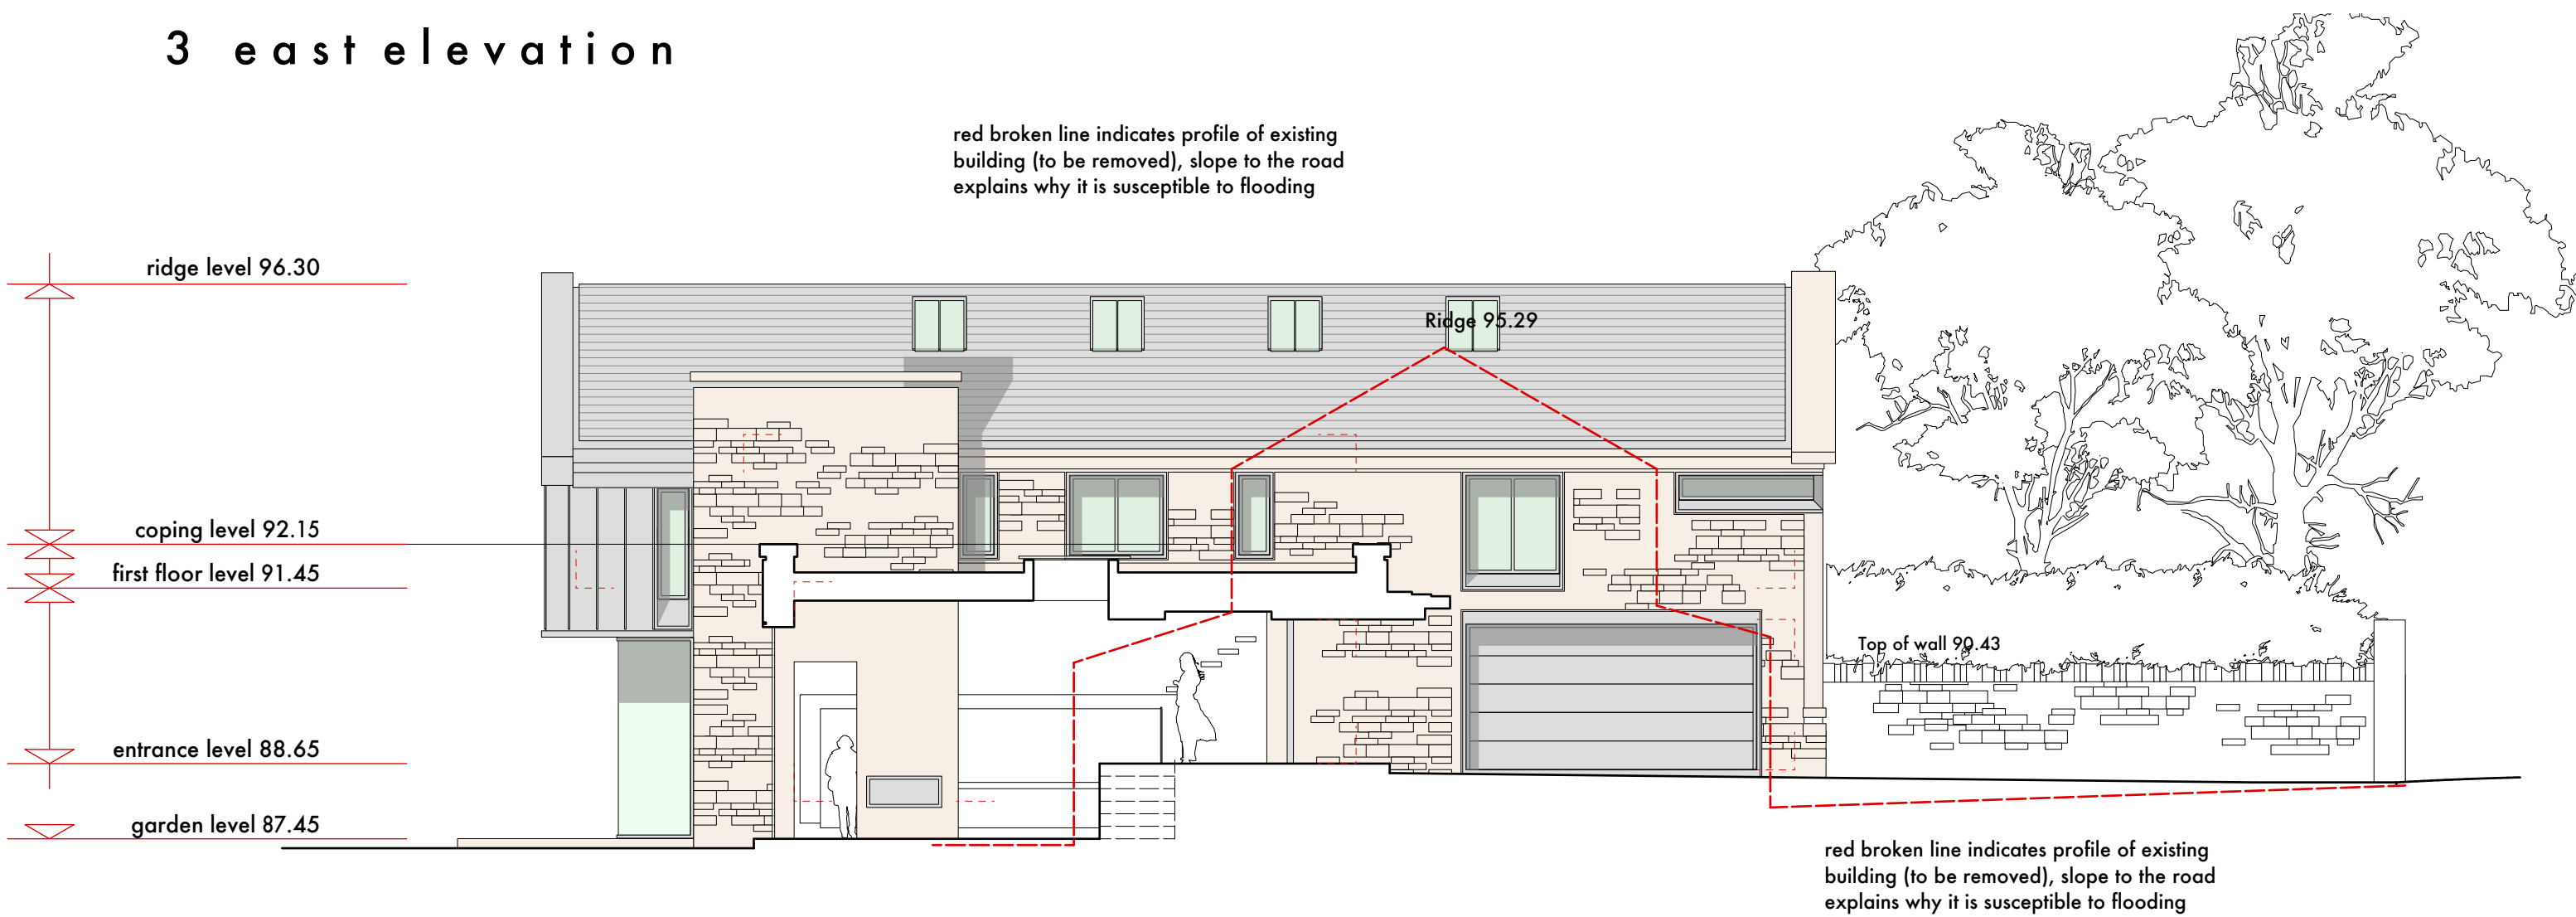 3 east elevation
red broken line indicates profile of existing
building (to be removed), slope to the road
explains why it is susceptible to flooding
ridge level 96.30
Ridge 95.29
coping level 92.15
first floor level 91.45
Top of wall 90.43
entrance level 88.65
garden level 87.45
red broken line indicates profile of existing
building (to be removed), slope to the road
explains why it is susceptible to flooding